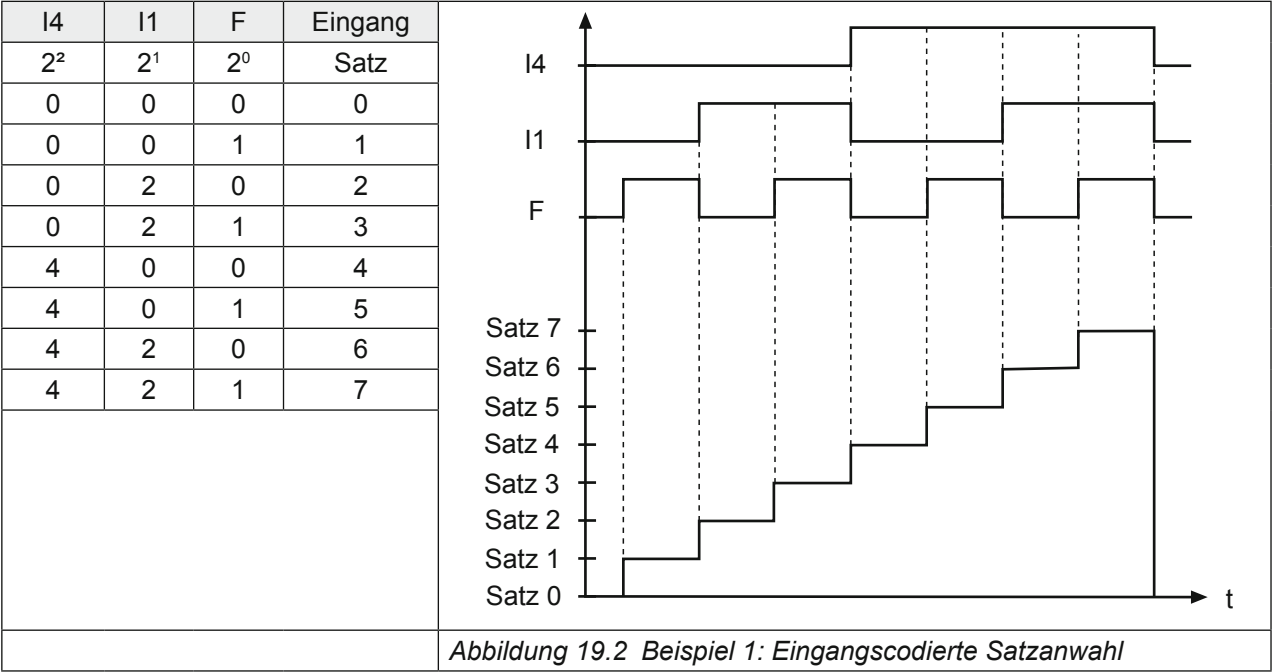 I4 I1 F Eingang
2² 2¹ 2⁰ Satz
0 0 0 0
0 0 1 1
0 2 0 2
0 2 1 3
4 0 0 4
4 0 1 5
4 2 0 6
4 2 1 7
I4
I1
F
Satz 7
Satz 6
Satz 5
Satz 4
Satz 3
Satz 2
Satz 1
Satz 0
t
Abbildung 19.2 Beispiel 1: Eingangscodierte Satzanwahl